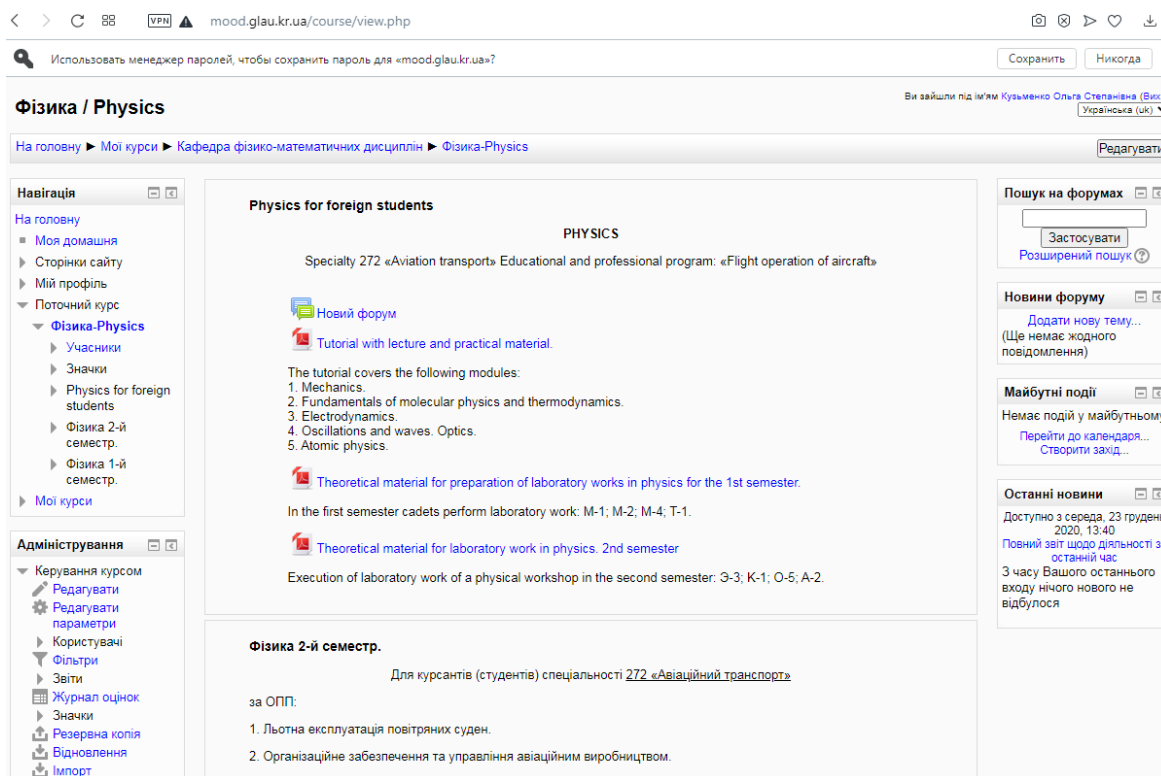 VPN
mood.glau.kr.ua/course/view.php
Использовать менеджер паролей, чтобы сохранить пароль для «mood.glau.kr.ua»?
Сохранить
Никогда
Фізика / Physics
Ви зайшли під ім'ям Кузьменко Ольга Степанівна (Вих
Українська (uk)
На головну ► Мої курси ► Кафедра фізико-математичних дисциплін ► Фізика-Physics
Редагувати
Навігація
На головну
Моя домашня
Сторінки сайту
Мій профіль
Поточний курс
Фізика-Physics
Учасники
Значки
Physics for foreign
students
Фізика 2-й
семестр.
Фізика 1-й
семестр.
Мої курси
Адміністрування
Керування курсом
Редагувати
Редагувати
параметри
Користувачі
Фільтри
Звіти
Журнал оцінок
Значки
Резервна копія
Відновлення
Імпорт
Physics for foreign students
PHYSICS
Specialty 272 «Aviation transport» Educational and professional program: «Flight operation of aircraft»
Новий форум
Tutorial with lecture and practical material.
The tutorial covers the following modules:
1. Mechanics.
2. Fundamentals of molecular physics and thermodynamics.
3. Electrodynamics.
4. Oscillations and waves. Optics.
5. Atomic physics.
Theoretical material for preparation of laboratory works in physics for the 1st semester.
In the first semester cadets perform laboratory work: M-1; M-2; M-4; T-1.
Theoretical material for laboratory work in physics. 2nd semester
Execution of laboratory work of a physical workshop in the second semester: Э-3; K-1; O-5; A-2.
Фізика 2-й семестр.
Для курсантів (студентів) спеціальності 272 «Авіаційний транспорт»
за ОПП:
1. Льотна експлуатація повітряних суден.
2. Організаційне забезпечення та управління авіаційним виробництвом.
Пошук на форумах
Застосувати
Розширений пошук
Новини форуму
Додати нову тему...
(Ще немає жодного
повідомлення)
Майбутні події
Немає подій у майбутньому
Перейти до календаря...
Створити захід...
Останні новини
Доступно з середа, 23 грудень
2020, 13:40
Повний звіт щодо діяльності з
останній час
З часу Вашого останнього
входу нічого нового не
відбулося